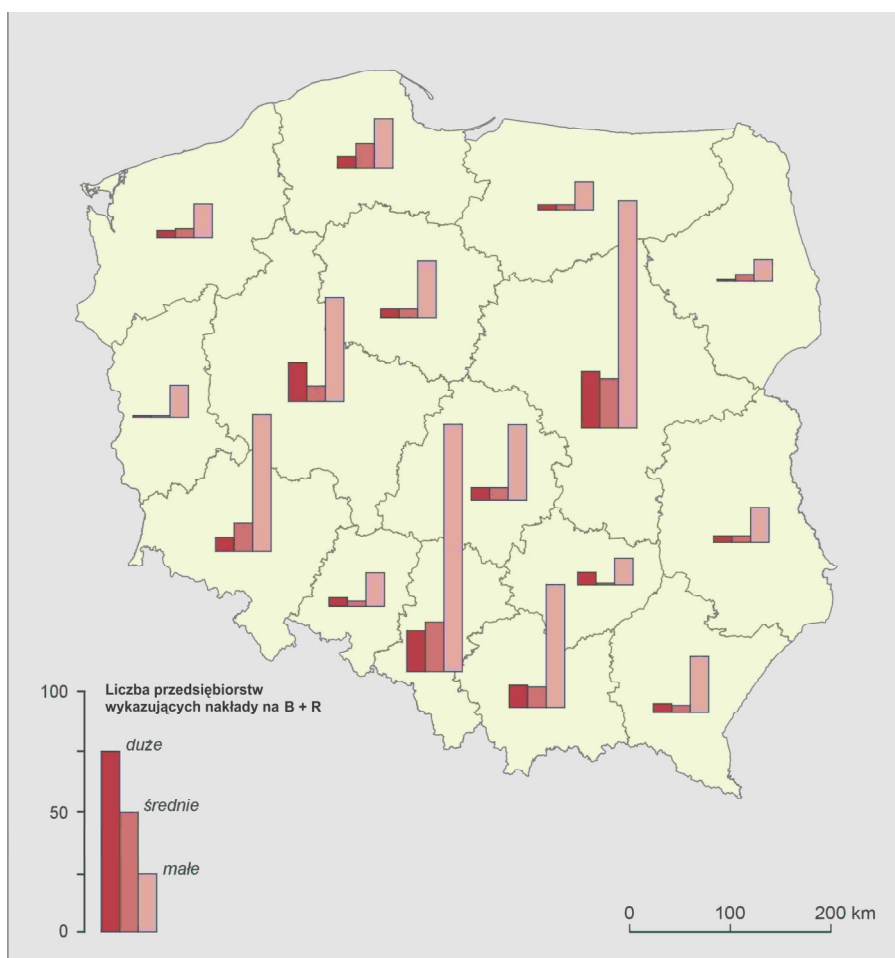 Liczba przedsiębiorstw
wykazujących nakłady na B + R
100
50
0
duże
średnie
małe
0 100 200 km